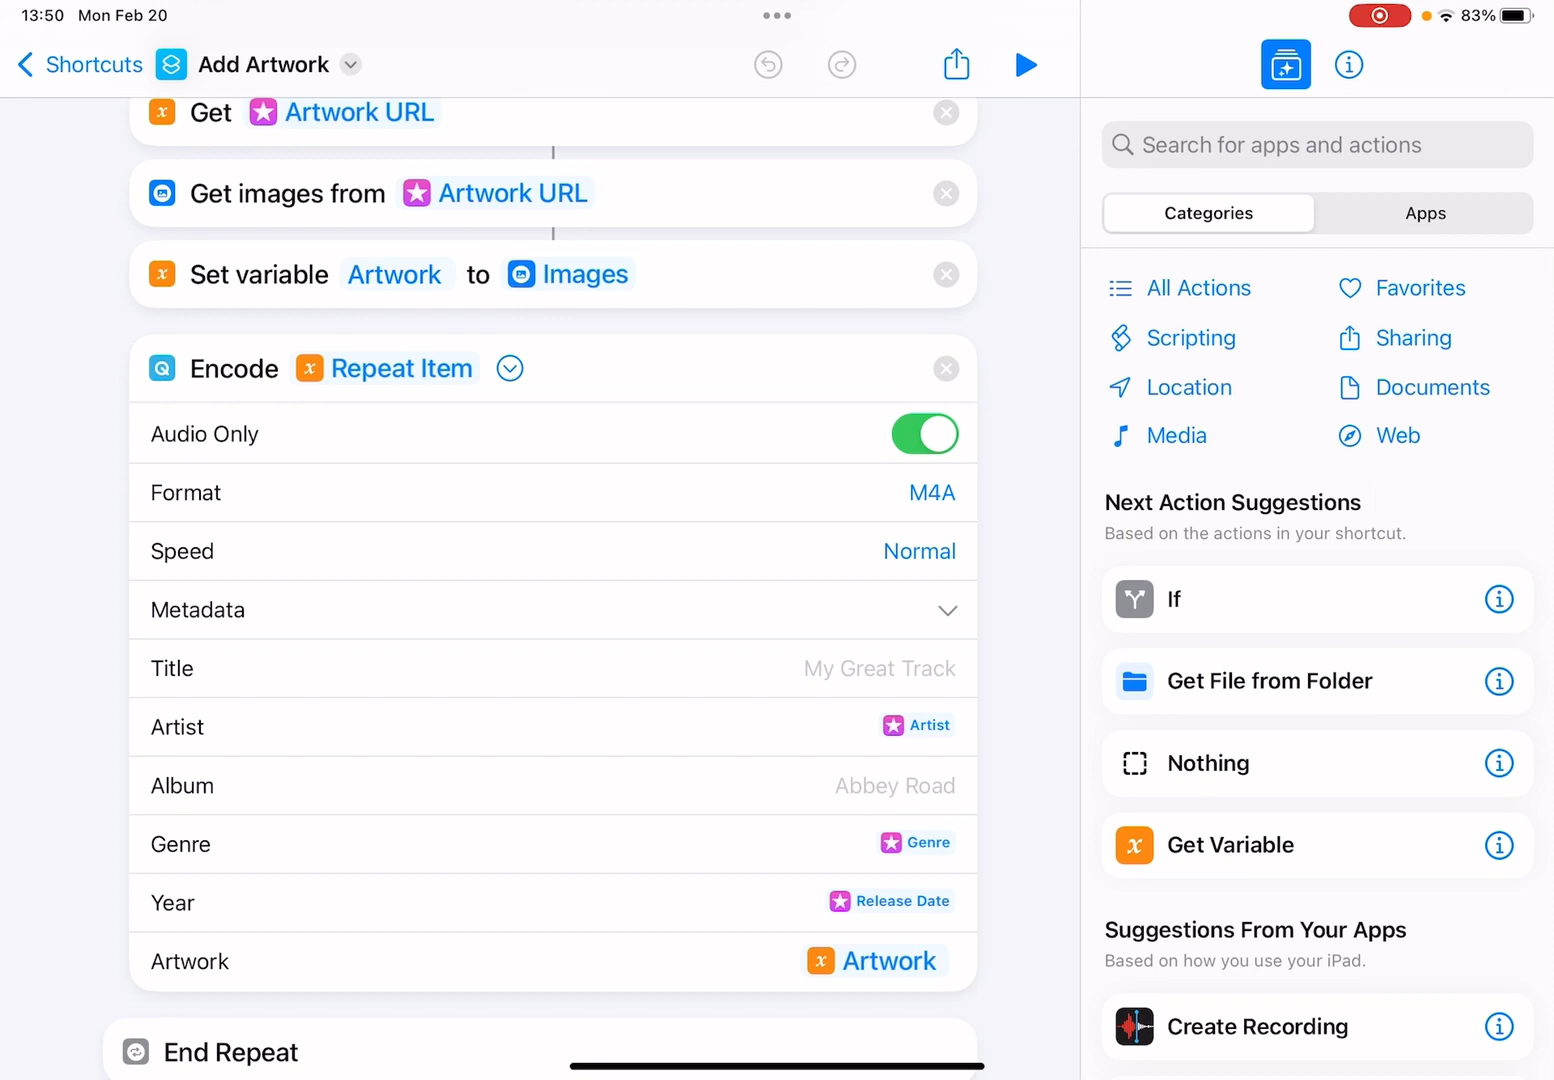 13:50 Mon Feb 20
83%
Shortcuts
Add Artwork
Get Artwork URL
Get images from Artwork URL
Set variable Artwork to Images
Encode Repeat Item
Audio Only
Format M4A
Speed Normal
Metadata
Title My Great Track
Artist Artist
Album Abbey Road
Genre Genre
Year Release Date
Artwork Artwork
End Repeat
Search for apps and actions
Categories Apps
All Actions Favorites
Scripting Sharing
Location Documents
Media Web
Next Action Suggestions
Based on the actions in your shortcut.
If
Get File from Folder
Nothing
Get Variable
Suggestions From Your Apps
Based on how you use your iPad.
Create Recording